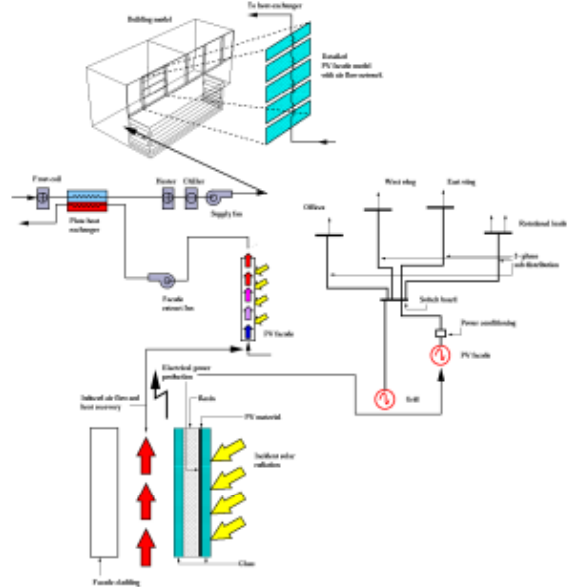 Building model
To heat-exchanger
Detailed
PV facade model
with air flow network
Frost coil
Heater
Chiller
Supply fan
Plate heat
exchanger
Facade
extract fan
PV facade
West wing
East wing
Offices
Rotational loads
3-phase
sub-distribution
Switch board
Power conditioning
PV facade
Grid
Electrical power
production
Induced air flow and
heat recovery
Resin
PV material
Incident solar
radiation
Glass
Facade cladding